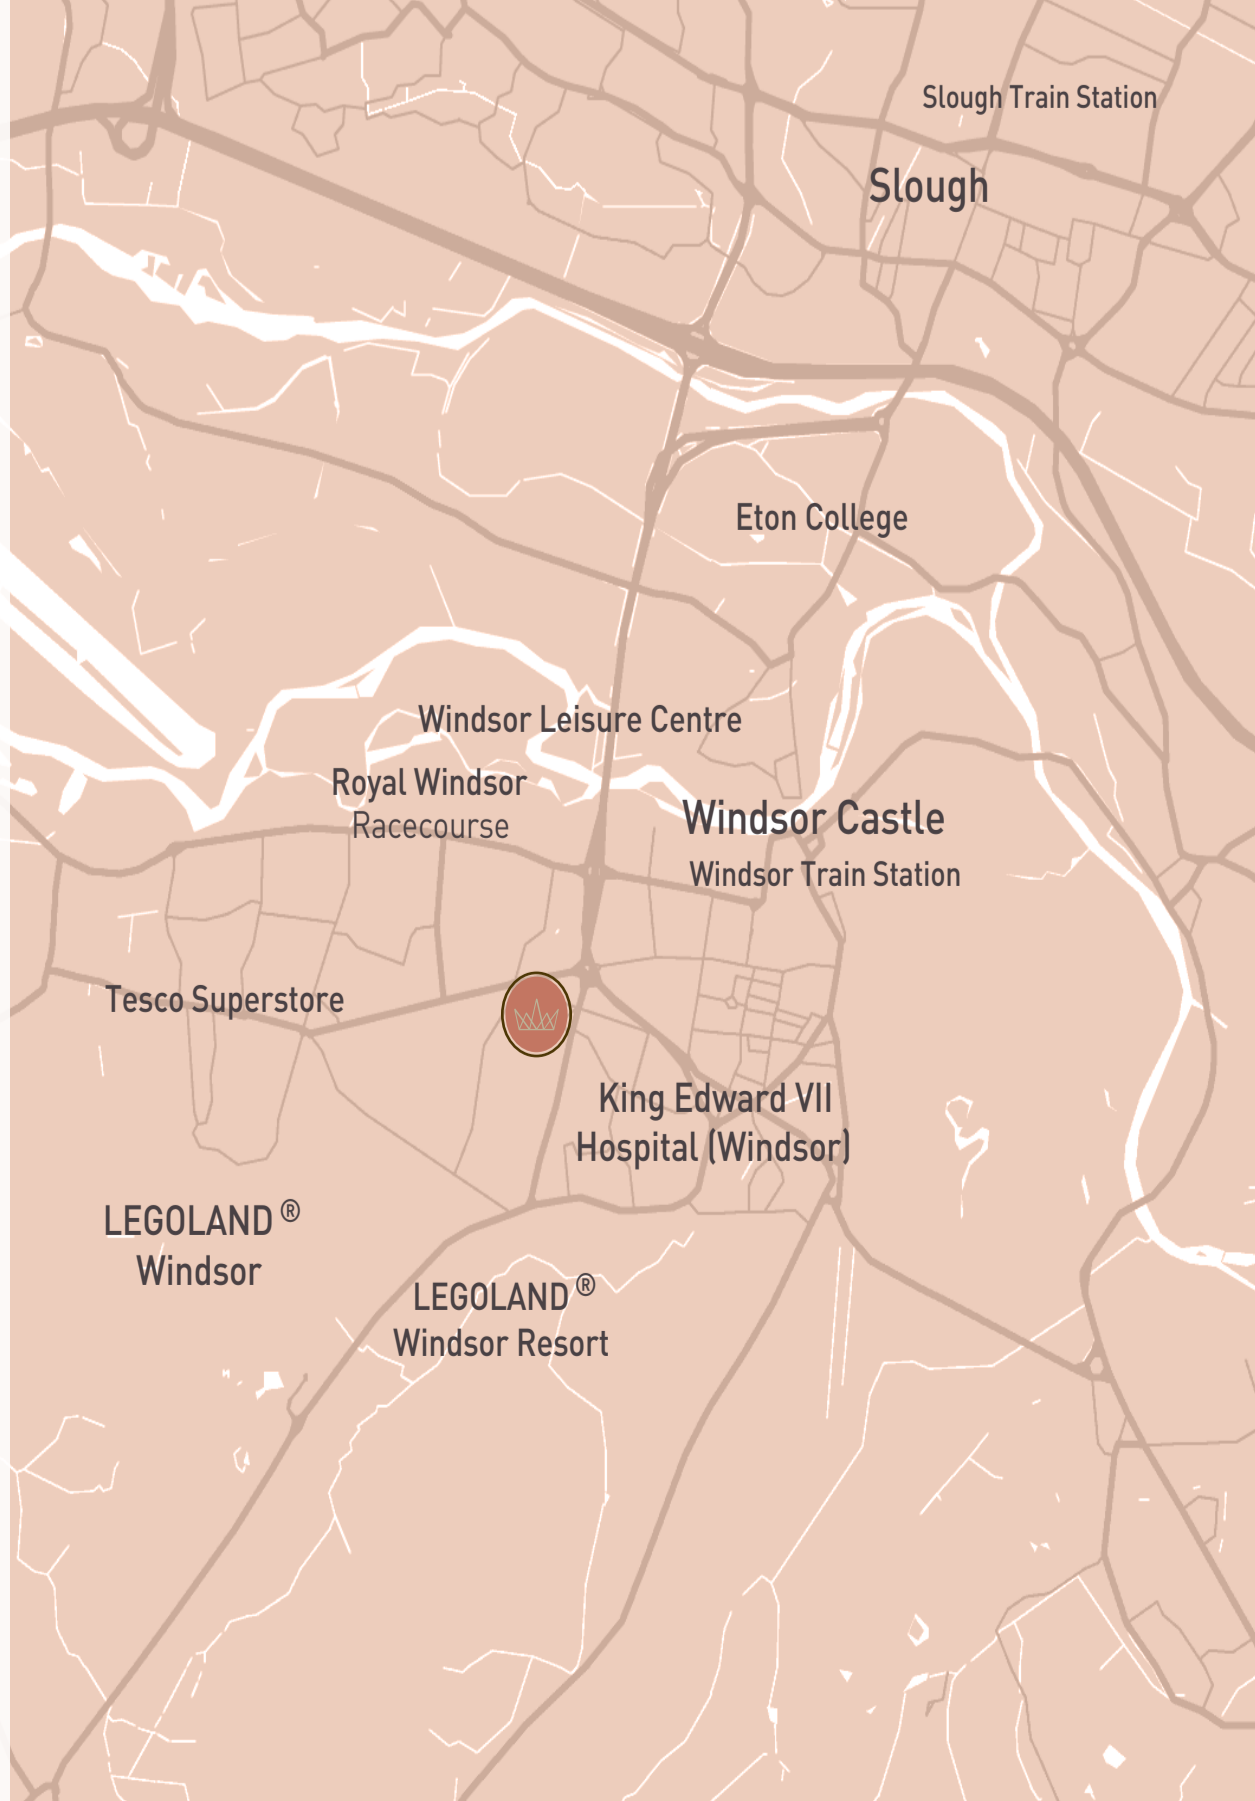 Slough Train Station
Slough
Eton College
Windsor Leisure Centre
Royal Windsor
Racecourse
Windsor Castle
Windsor Train Station
Tesco Superstore
King Edward VII
Hospital (Windsor)
LEGOLAND®
Windsor
LEGOLAND®
Windsor Resort